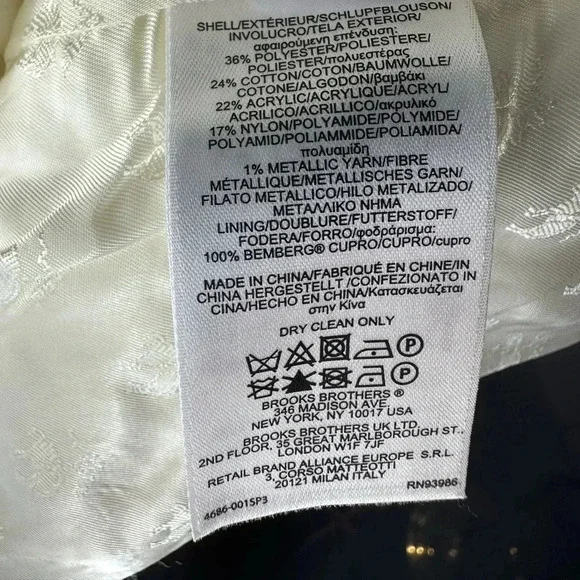 SHELL/EXTÉRIEUR/SCHLUPFBLOUSON/
INVOLUCRO/TELA EXTERIOR/
αφαιρούμενη επένδυση:
36% POLYESTER/POLIESTERE/
POLIESTER/πολυεστέρας
24% COTTON/COTON/BAUMWOLLE/
COTONE/ALGODON/βαμβάκι
22% ACRYLIC/ACRYLIQUE/ACRYL/
ACRILICO/ACRILLICO/ακρυλικό
17% NYLON/POLYAMIDE/POLYMIDE/
POLYAMID/POLIAMMIDE/POLIAMIDA/
πολυαμίδη
1% METALLIC YARN/FIBRE
MÉTALLIQUE/METALLISCHES GARN/
FILATO METALLICO/HILO METALIZADO/
ΜΕΤΑΛΛΙΚΟ ΝΗΜΑ
LINING/DOUBLURE/FUTTERSTOFF/
FODERA/FORRO/φοδράρισμα:
100% BEMBERG® CUPRO/CUPRO/cupro
MADE IN CHINA/FABRIQUÉ EN CHINE/IN
CHINA HERGESTELLT /CONFEZIONATO IN
CINA/HECHO EN CHINA/Κατασκευάζεται
στην Κίνα
DRY CLEAN ONLY
P
P
BROOKS BROTHERS ®
346 MADISON AVE.
NEW YORK, NY 10017 USA
BROOKS BROTHERS UK LTD.
2ND FLOOR, 35 GREAT MARLBOROUGH ST.,
LONDON W1F 7JF
RETAIL BRAND ALLIANCE EUROPE S.R.L.
3, CORSO MATTEOTTI
20121 MILAN ITALY
4686-0015P3
RN93986